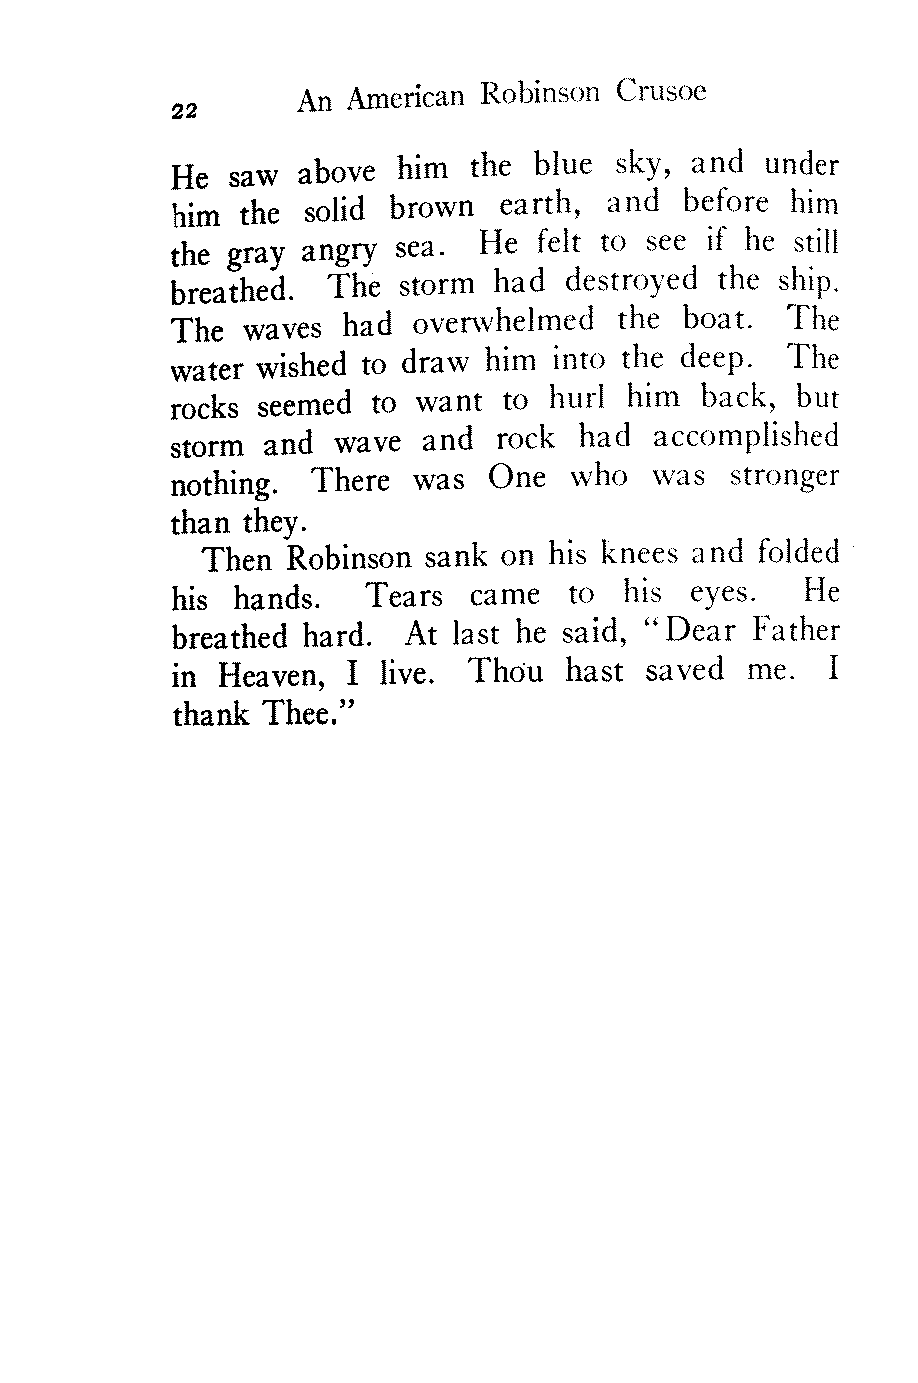 22 An American Robinson Crusoe
He saw above him the blue sky, and under
him the solid brown earth, and before him
the gray angry sea. He felt to see if he still
breathed. The storm had destroyed the ship.
The waves had overwhelmed the boat. The
water wished to draw him into the deep. The
rocks seemed to want to hurl him back, but
storm and wave and rock had accomplished
nothing. There was One who was stronger
than they.
Then Robinson sank on his knees and folded
his hands. Tears came to his eyes. He
breathed hard. At last he said, "Dear Father
in Heaven, I live. Thou hast saved me. I
thank Thee."